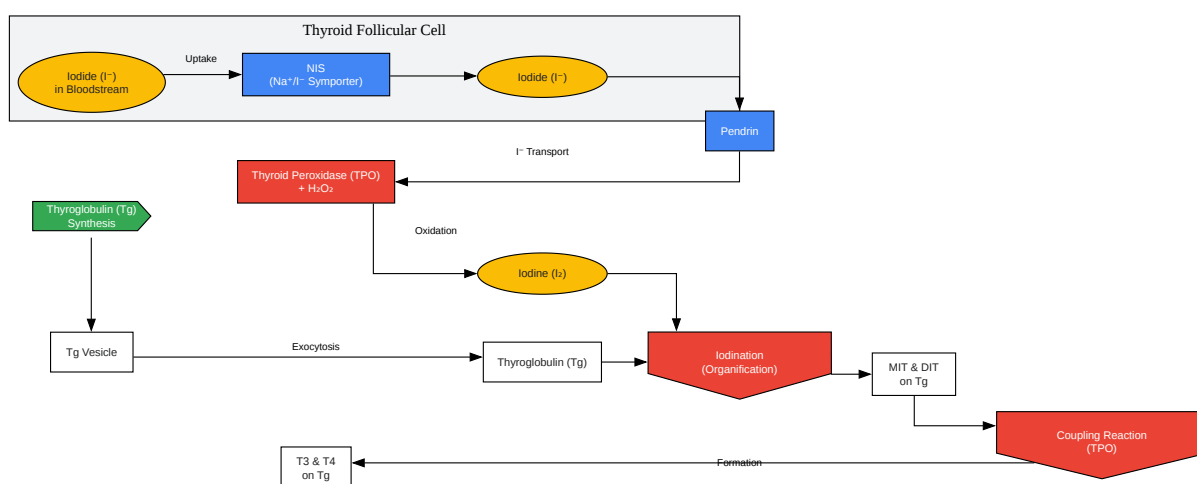 Thyroid Follicular Cell
Uptake
Iodide (I⁻)
in Bloodstream
NIS
(Na⁺/I⁻ Symporter)
Iodide (I⁻)
Pendrin
I⁻ Transport
Thyroid Peroxidase (TPO)
+ H₂O₂
Thyroglobulin (Tg)
Synthesis
Oxidation
Iodine (I₂)
Tg Vesicle
Exocytosis
Thyroglobulin (Tg)
Iodination
(Organification)
MIT & DIT
on Tg
Coupling Reaction
(TPO)
Formation
T3 & T4
on Tg